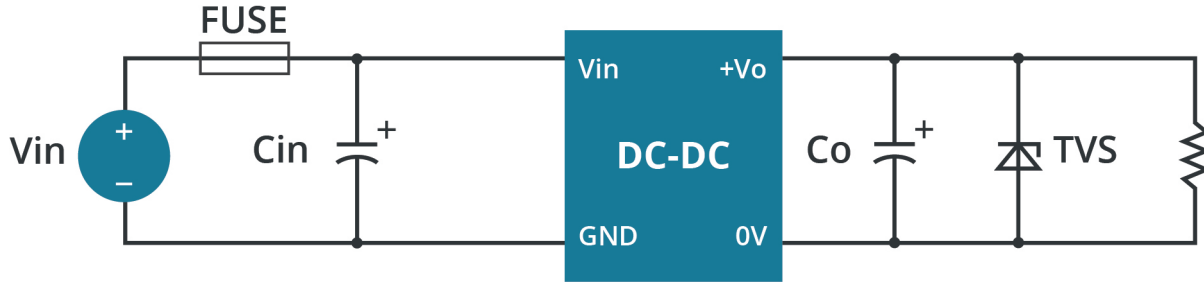 FUSE
Vin
+
−
Cin
+
Vin
+Vo
DC-DC
GND
0V
Co
+
TVS